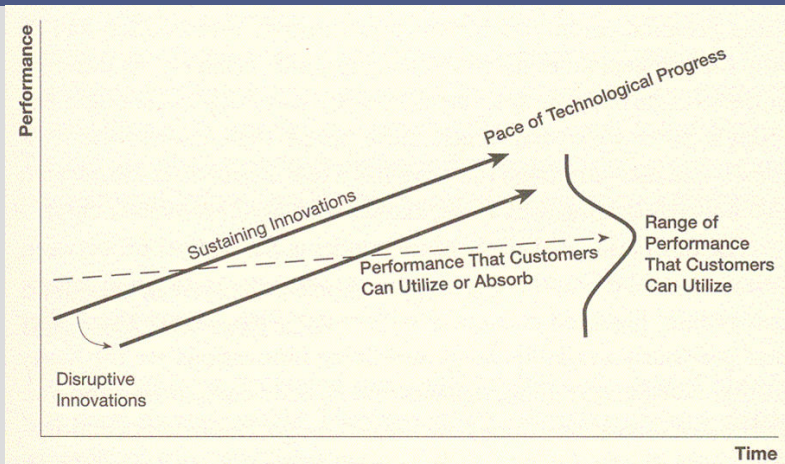 Performance
Pace of Technological Progress
Sustaining Innovations
Performance That Customers
Can Utilize or Absorb
Range of
Performance
That Customers
Can Utilize
Disruptive
Innovations
Time